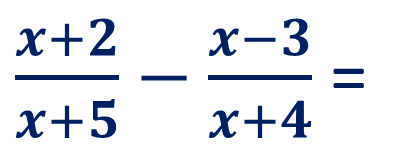 x+2/x+5 − x−3/x+4 =